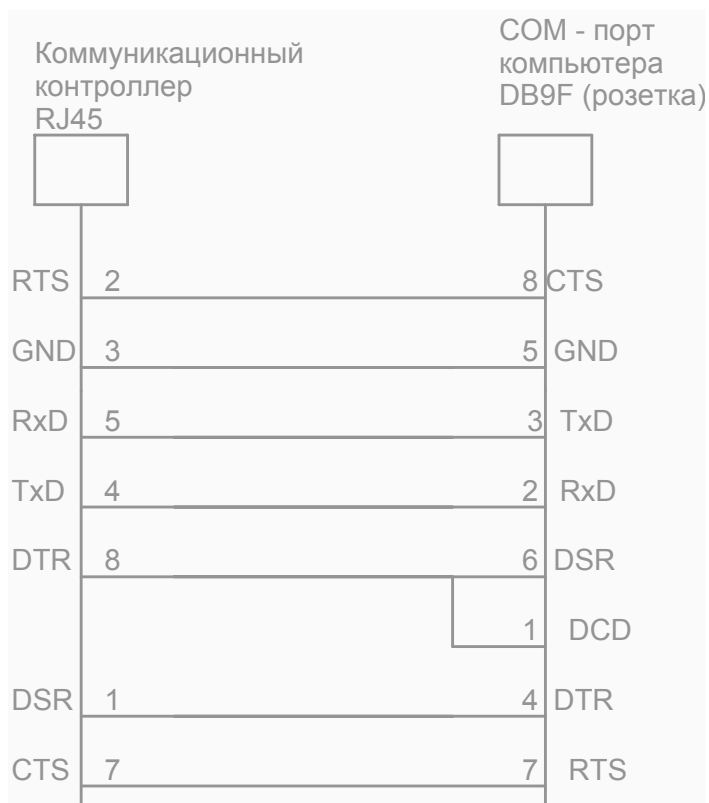 Коммуникационный
контроллер
RJ45
COM - порт
компьютера
DB9F (розетка)
RTS 2 8 CTS
GND 3 5 GND
RxD 5 3 TxD
TxD 4 2 RxD
DTR 8 6 DSR
1 DCD
DSR 1 4 DTR
CTS 7 7 RTS